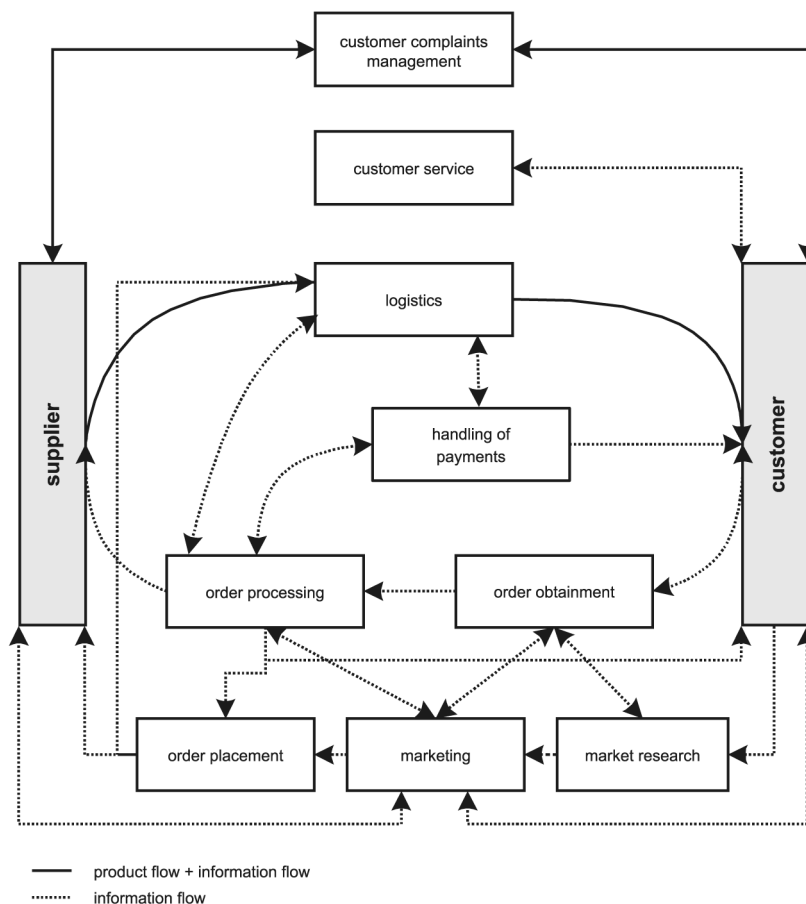 customer complaints
management
customer service
logistics
supplier
customer
handling of
payments
order processing
order obtainment
order placement
marketing
market research
product flow + information flow
information flow